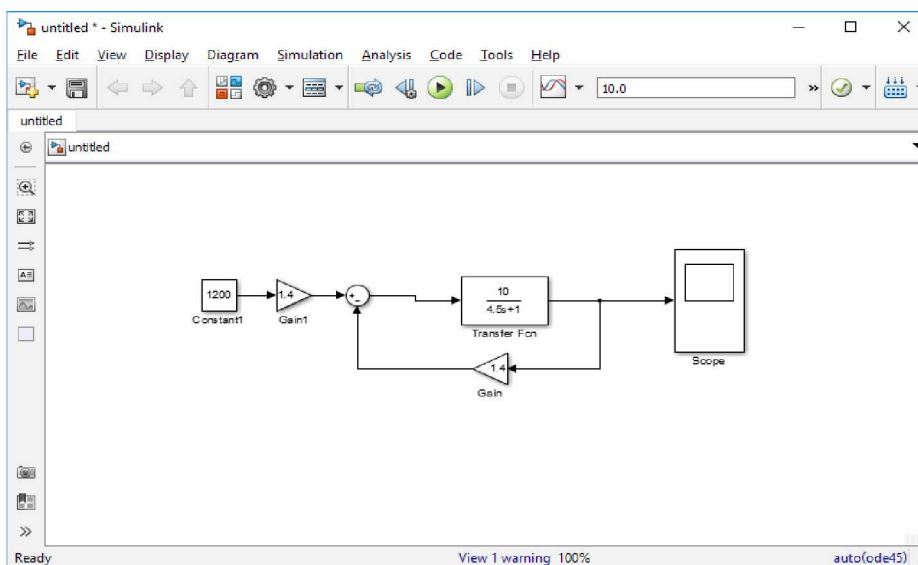 untitled * - Simulink
File Edit View Display Diagram Simulation Analysis Code Tools Help
10.0 »
untitled
untitled
1200 1.4 +- 10
4.5s+1
Constant1 Gain1 Transfer Fcn
1.4 Scope
Gain
»
Ready View 1 warning 100% auto(ode45)